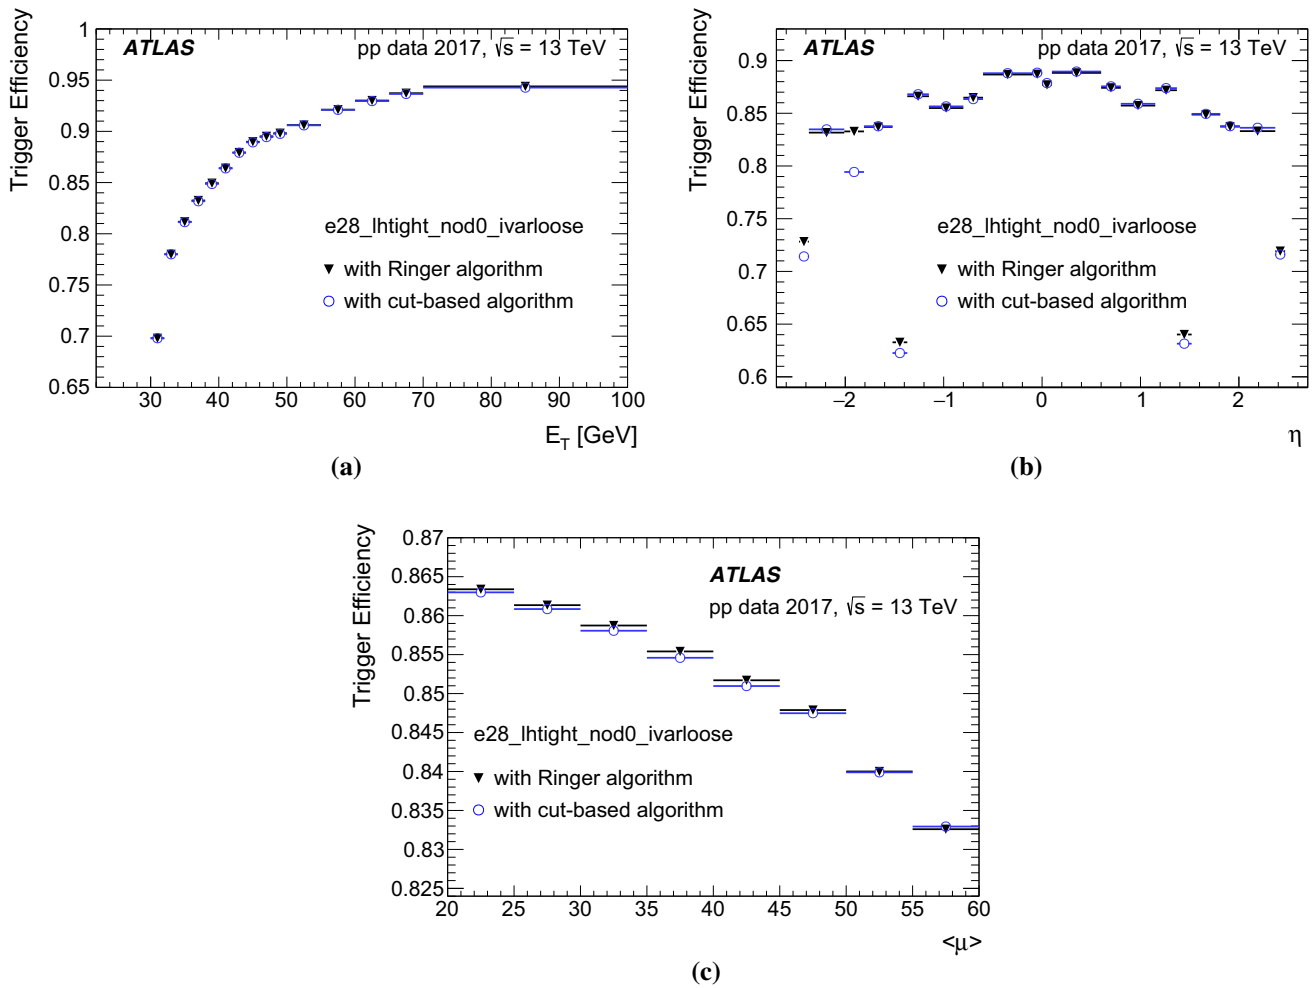 Trigger Efficiency
1
0.95
0.9
0.85
0.8
0.75
0.7
0.65
ATLAS pp data 2017, √s = 13 TeV
e28_lhtight_nod0_ivarloose
with Ringer algorithm
with cut-based algorithm
30 40 50 60 70 80 90 100
E_T [GeV]
(a)
Trigger Efficiency
0.9
0.85
0.8
0.75
0.7
0.65
0.6
ATLAS pp data 2017, √s = 13 TeV
e28_lhtight_nod0_ivarloose
with Ringer algorithm
with cut-based algorithm
−2 −1 0 1 2
η
(b)
Trigger Efficiency
0.87
0.865
0.86
0.855
0.85
0.845
0.84
0.835
0.83
0.825
ATLAS
pp data 2017, √s = 13 TeV
e28_lhtight_nod0_ivarloose
with Ringer algorithm
with cut-based algorithm
20 25 30 35 40 45 50 55 60
<μ>
(c)